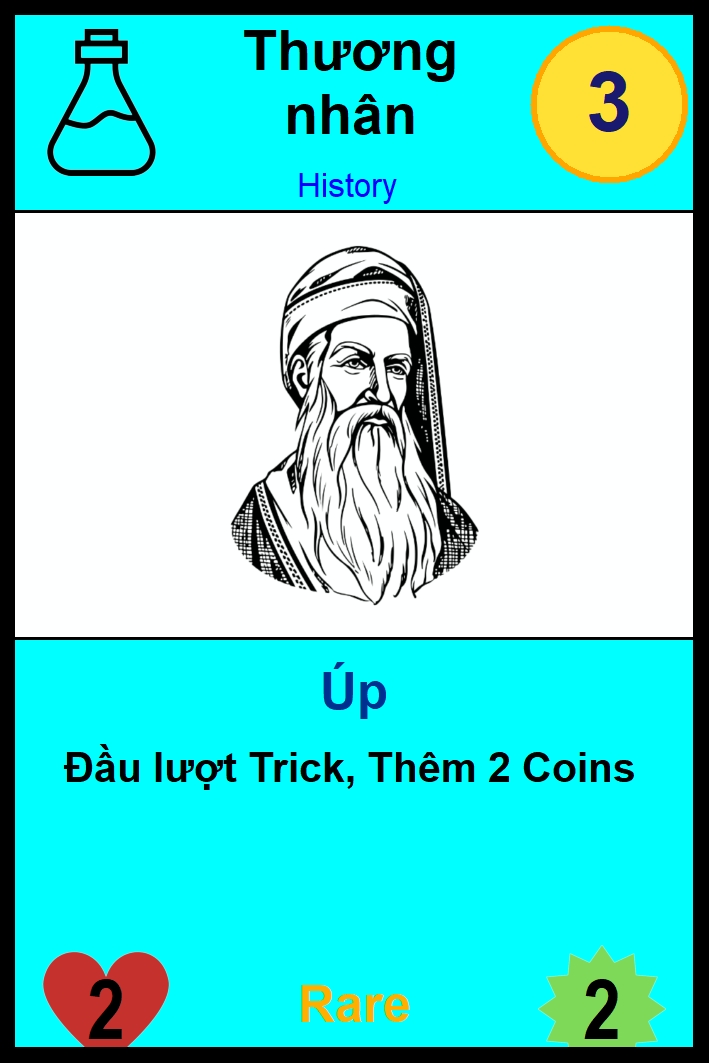 Thương
nhân
3
History
Úp
Đầu lượt Trick, Thêm 2 Coins
2
Rare
2